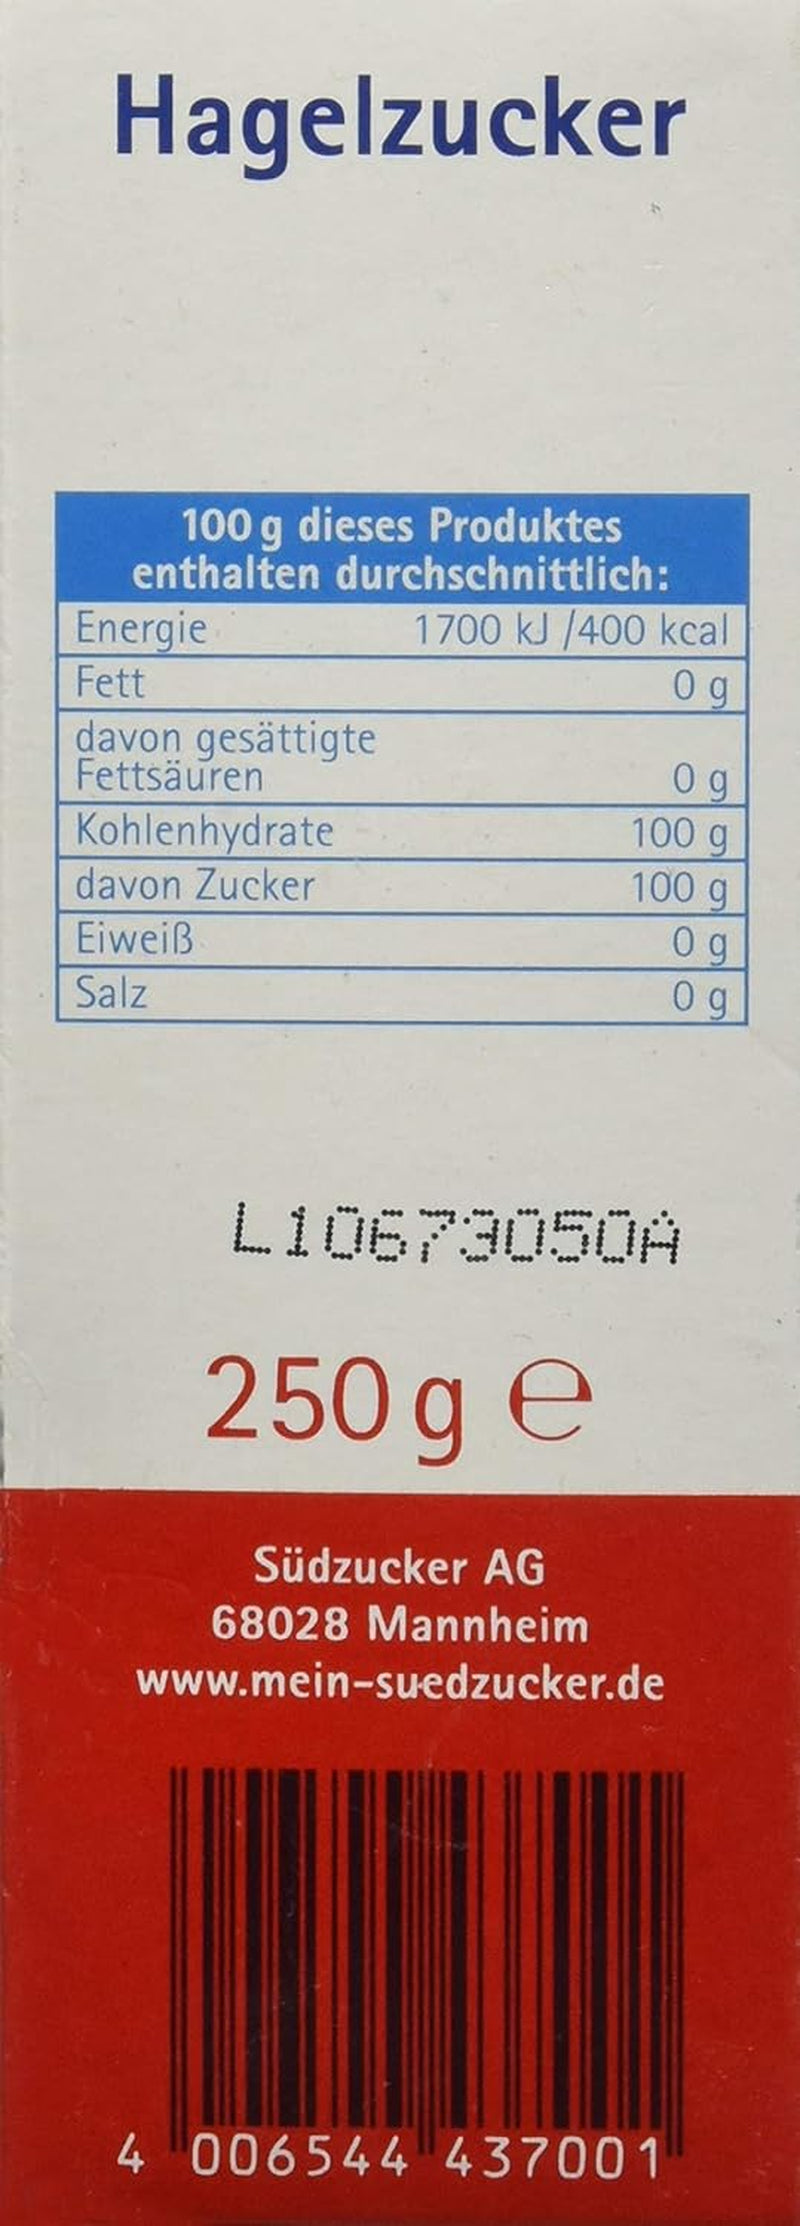 Hagelzucker
100 g dieses Produktes
enthalten durchschnittlich:
Energie 1700 kJ /400 kcal
Fett 0 g
davon gesättigte
Fettsäuren 0 g
Kohlenhydrate 100 g
davon Zucker 100 g
Eiweiß 0 g
Salz 0 g
L10673050A
250 g ℮
Südzucker AG
68028 Mannheim
www.mein-suedzucker.de
4 006544 437001